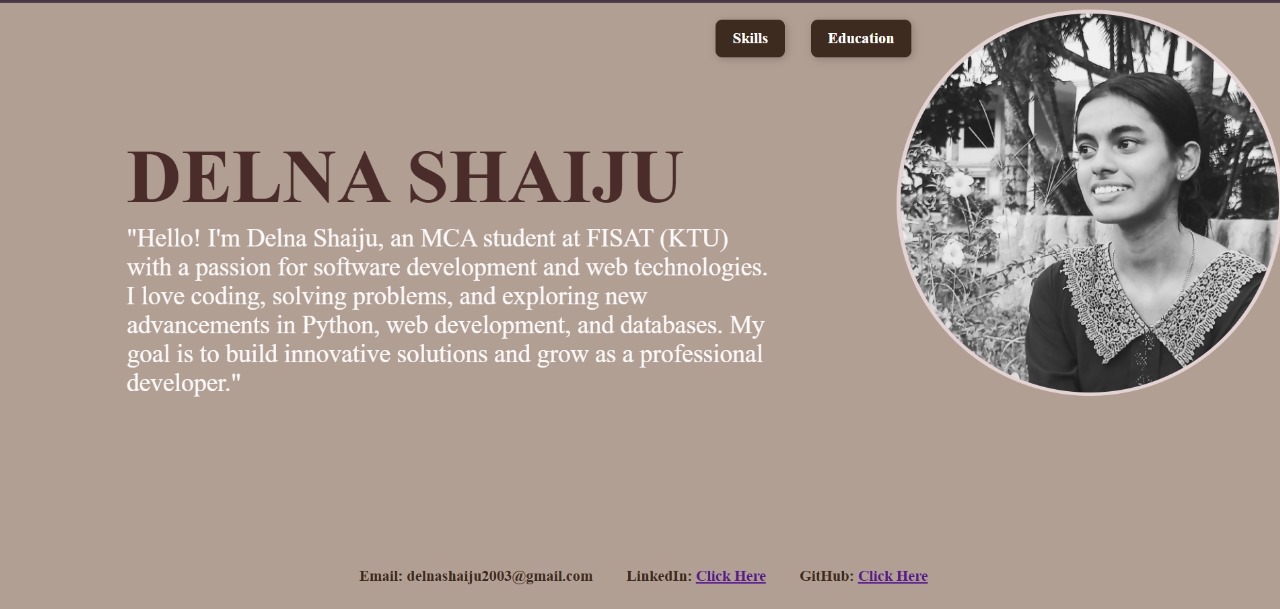 Skills Education
DELNA SHAIJU
"Hello! I'm Delna Shaiju, an MCA student at FISAT (KTU)
with a passion for software development and web technologies.
I love coding, solving problems, and exploring new
advancements in Python, web development, and databases. My
goal is to build innovative solutions and grow as a professional
developer."
Email: delnashaiju2003@gmail.com LinkedIn: Click Here GitHub: Click Here